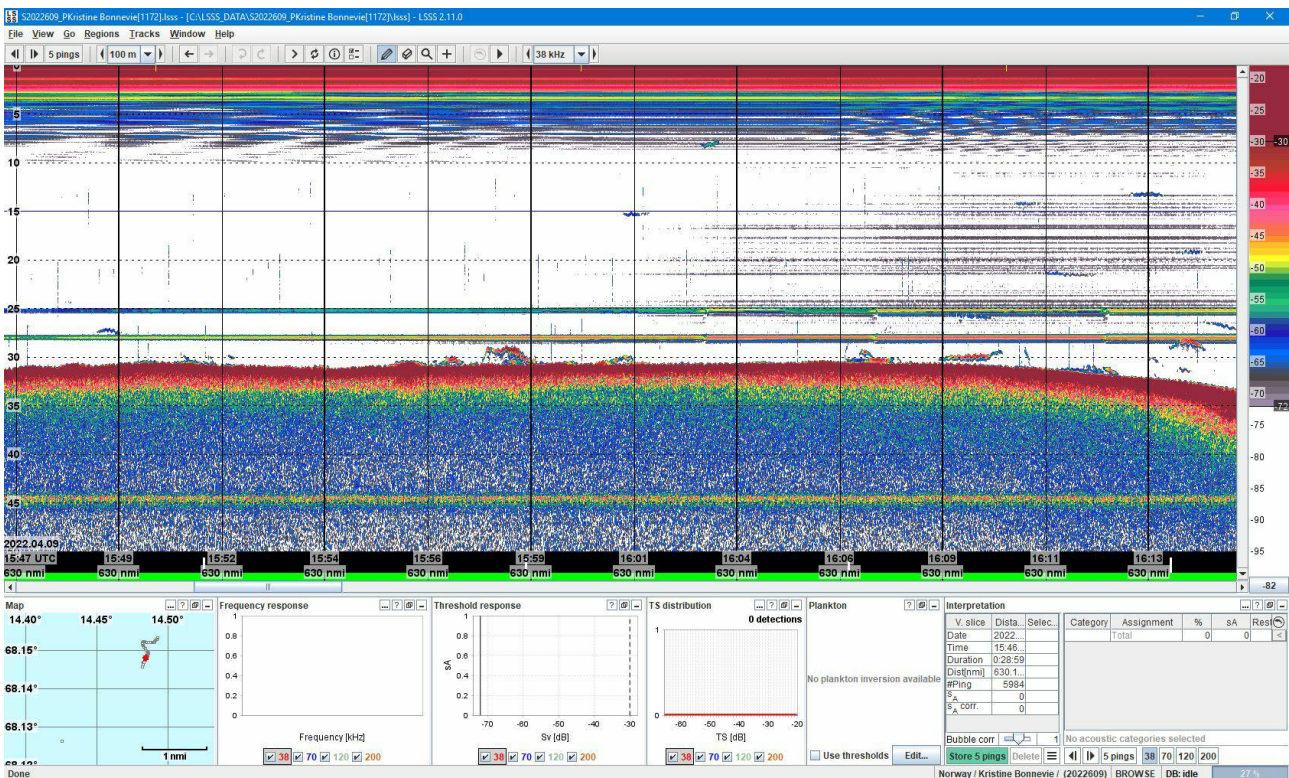 S2022609_PKristine Bonnevie[1172].lsss - [C:\LSSS_DATA\S2022609_PKristine Bonnevie[1172]\lsss] - LSSS 2.11.0
File View Go Regions Tracks Window Help
5 pings 100 m 38 kHz
0
5
10
15
20
25
30
35
40
45
2022.04.09
-20
-25
-30 -30
-35
-40
-45
-50
-55
-60
-65
-70
-72
-75
-80
-85
-90
-95
-82
15:47 UTC 15:49 15:52 15:54 15:56 15:59 16:01 16:04 16:06 16:09 16:11 16:13
630 nmi 630 nmi 630 nmi 630 nmi 630 nmi 630 nmi 630 nmi 630 nmi 630 nmi 630 nmi 630 nmi 630 nmi
Map
14.40° 14.45° 14.50°
68.15°
68.14°
68.13°
1 nmi
Frequency response
1
0.8
0.6
0.4
0.2
0
Frequency [kHz]
38 70 120 200
Threshold response
1
0.8
0.6
0.4
0.2
0
sA
-70 -60 -50 -40 -30
Sv [dB]
38 70 120 200
TS distribution
0 detections
1
0
-60 -50 -40 -30 -20
TS [dB]
38 70 120 200
Plankton
No plankton inversion available
Use thresholds Edit...
Interpretation
V. slice Dista... Selec...
Date 2022....
Time 15:46...
Duration 0:28:59
Dist[nmi] 630.1...
#Ping 5984
sA 0
sA corr. 0
Category Assignment % sA Rest
Total 0 0 <
Bubble corr 1 No acoustic categories selected
Store 5 pings Delete 5 pings 38 70 120 200
Done
Norway / Kristine Bonnevie / (2022609) BROWSE DB: idle 27 %